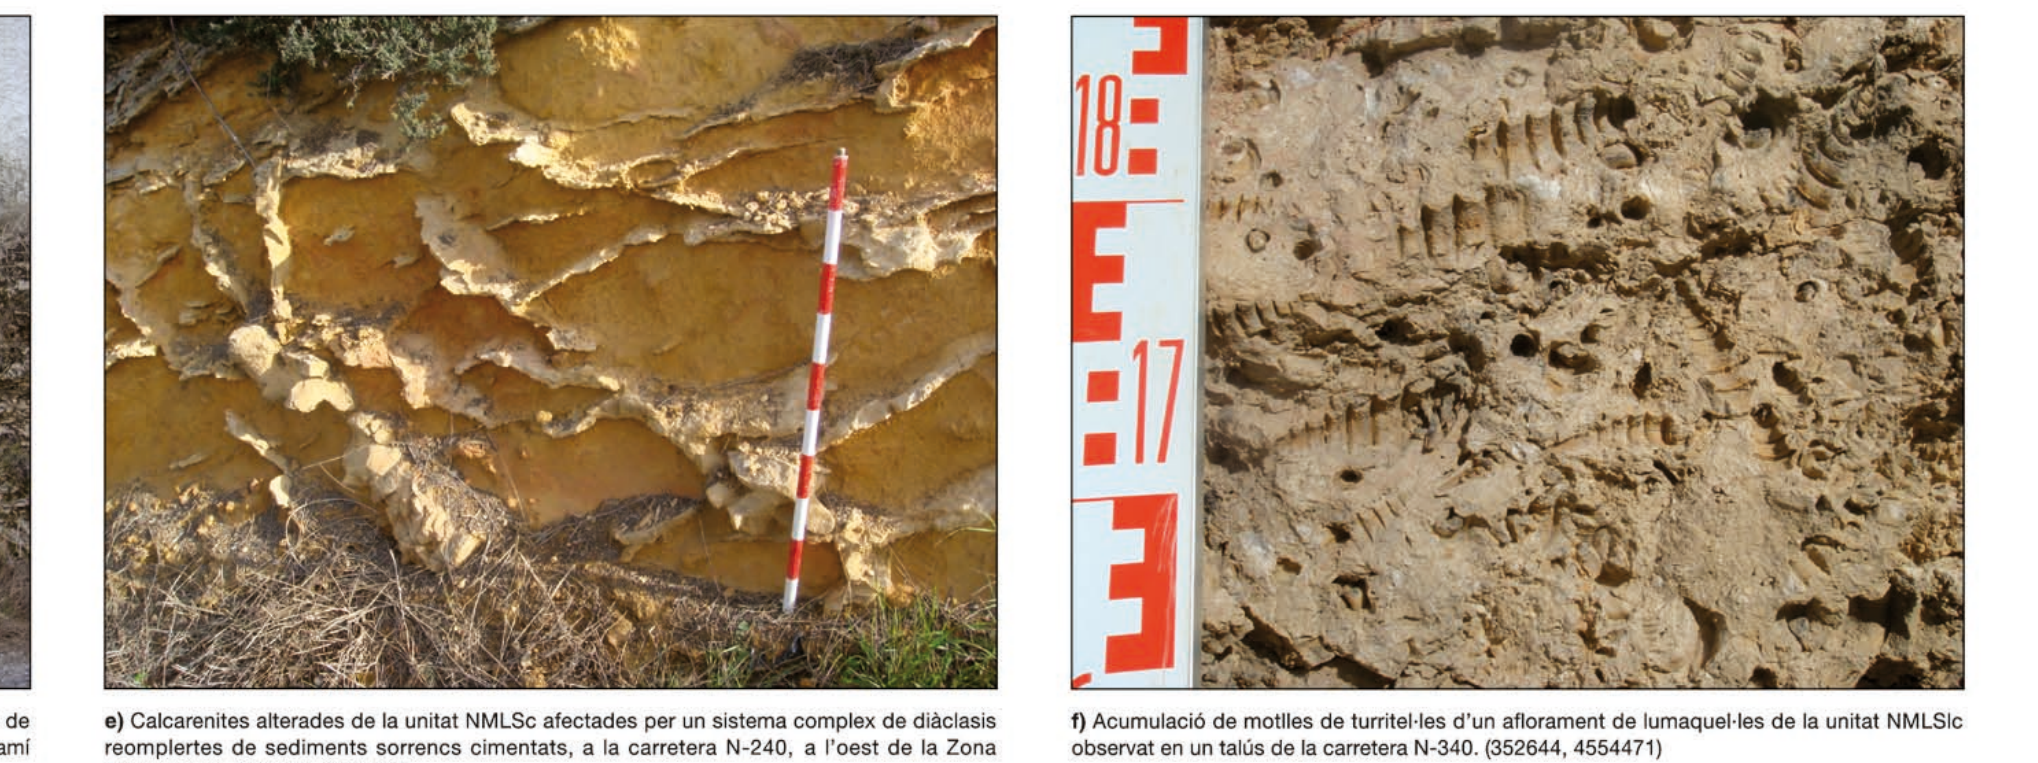 18
17
de
amí
e) Calcarenites alterades de la unitat NMLSc afectades per un sistema complex de diàclasis
reomplertes de sediments sorrencs cimentats, a la carretera N-240, a l'oest de la Zona
f) Acumulació de motlles de turritel·les d'un aflorament de lumaquel·les de la unitat NMLSlc
observat en un talús de la carretera N-340. (352644, 4554471)